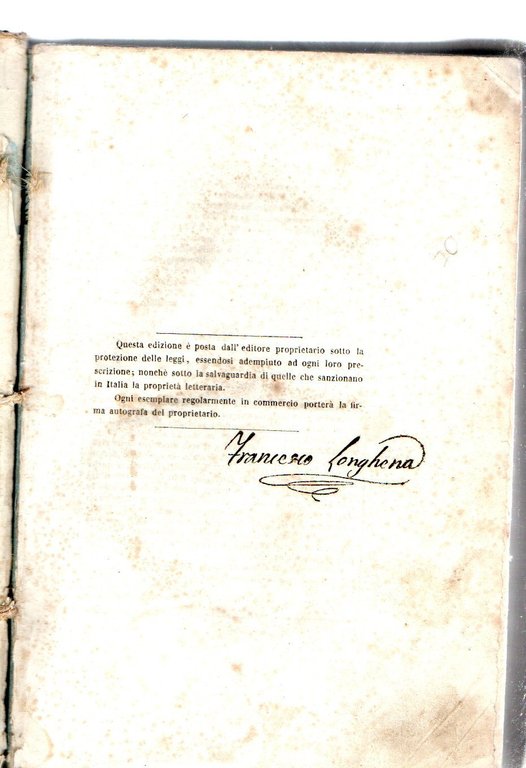 Questa edizione è posta dall' editore proprietario sotto la
protezione delle leggi, essendosi adempiuto ad ogni loro pre-
scrizione; nonchè sotto la salvaguardia di quelle che sanzionano
in Italia la proprietà letteraria.
Ogni esemplare regolarmente in commercio porterà la fir-
ma autografa del proprietario.
Francesco Longhena